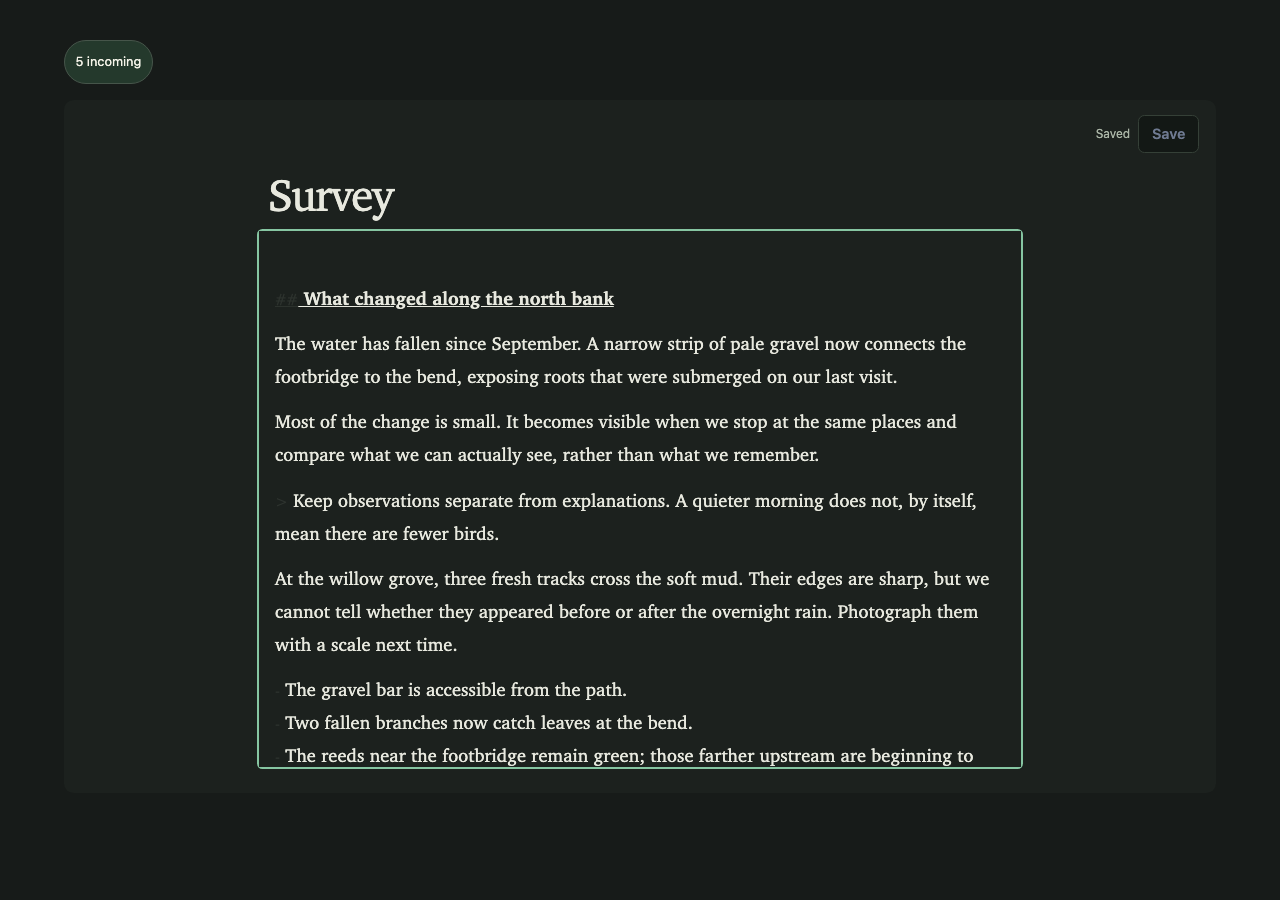 5 incoming
Saved
Save
Survey
## What changed along the north bank
The water has fallen since September. A narrow strip of pale gravel now connects the
footbridge to the bend, exposing roots that were submerged on our last visit.
Most of the change is small. It becomes visible when we stop at the same places and
compare what we can actually see, rather than what we remember.
> Keep observations separate from explanations. A quieter morning does not, by itself,
mean there are fewer birds.
At the willow grove, three fresh tracks cross the soft mud. Their edges are sharp, but we
cannot tell whether they appeared before or after the overnight rain. Photograph them
with a scale next time.
- The gravel bar is accessible from the path.
- Two fallen branches now catch leaves at the bend.
- The reeds near the footbridge remain green; those farther upstream are beginning to